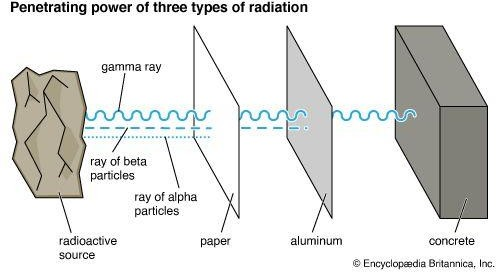 Penetrating power of three types of radiation
gamma ray
ray of beta
particles
ray of alpha
particles
radioactive
source
paper
aluminum
concrete
© Encyclopædia Britannica, Inc.